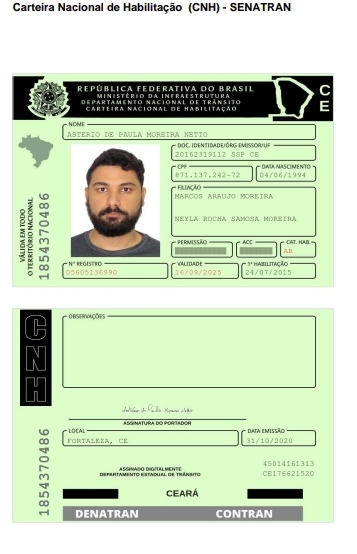 Carteira Nacional de Habilitação (CNH) - SENATRAN
REPÚBLICA FEDERATIVA DO BRASIL
MINISTÉRIO DA INFRAESTRUTURA
DEPARTAMENTO NACIONAL DE TRÂNSITO
CARTEIRA NACIONAL DE HABILITAÇÃO
CE
NOME
ASTERIO DE PAULA MOREIRA NETTO
DOC. IDENTIDADE/ÓRG EMISSOR/UF
20162319112 SSP CE
CPF
871.137.242-72
DATA NASCIMENTO
04/06/1994
FILIAÇÃO
MARCOS ARAUJO MOREIRA
NEYLA ROCHA SAMOSA MOREIRA
PERMISSÃO
ACC
CAT. HAB.
AB
VÁLIDA EM TODO
O TERRITÓRIO NACIONAL
1854370486
Nº REGISTRO
05605136990
VALIDADE
16/09/2025
1ª HABILITAÇÃO
24/07/2015
CNH
OBSERVAÇÕES
ASSINATURA DO PORTADOR
LOCAL
FORTALEZA, CE
DATA EMISSÃO
31/10/2020
1854370486
ASSINADO DIGITALMENTE
DEPARTAMENTO ESTADUAL DE TRÂNSITO
45014161313
CE176621520
CEARÁ
DENATRAN CONTRAN